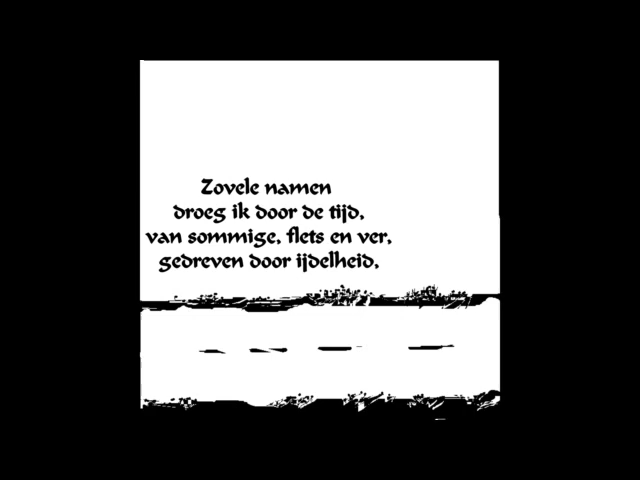 Zovele namen
droeg ik door de tijd,
van sommige, flets en ver,
gedreven door ijdelheid,